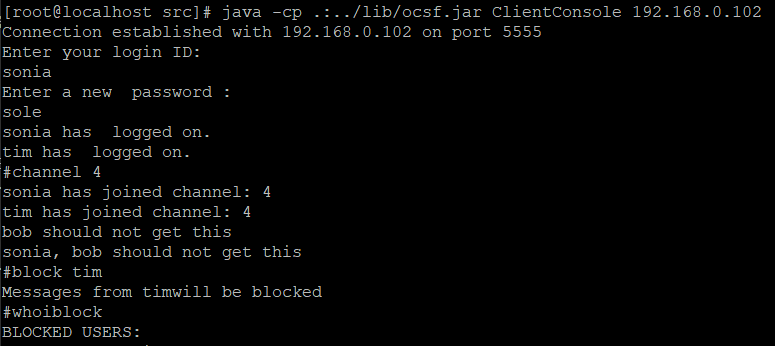 [root@localhost src]# java -cp .:../lib/ocsf.jar ClientConsole 192.168.0.102
Connection established with 192.168.0.102 on port 5555
Enter your login ID:
sonia
Enter a new  password :
sole
sonia has  logged on.
tim has  logged on.
#channel 4
sonia has joined channel: 4
tim has joined channel: 4
bob should not get this
sonia, bob should not get this
#block tim
Messages from timwill be blocked
#whoiblock
BLOCKED USERS: